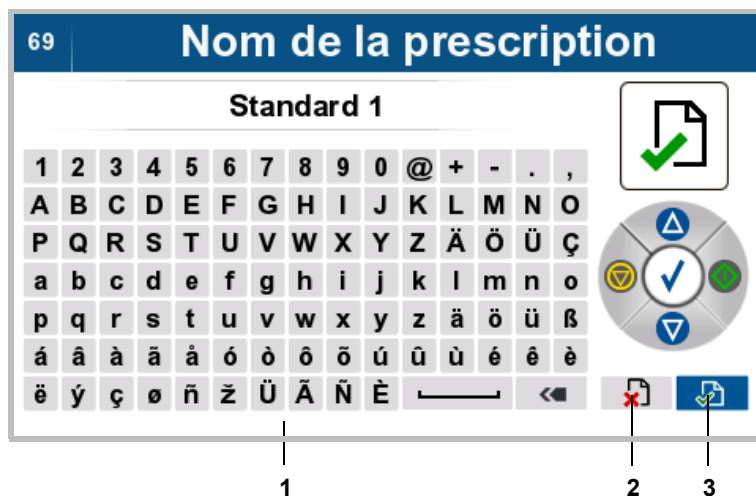 69 Nom de la prescription
Standard 1
1 2 3 4 5 6 7 8 9 0 @ + - . ,
A B C D E F G H I J K L M N O
P Q R S T U V W X Y Z Ä Ö Ü Ç
a b c d e f g h i j k l m n o
p q r s t u v w x y z ä ö ü ß
á â à ã å ó ò ô õ ú û ù é ê è
ë ý ç ø ñ ž Ü Ã Ñ È
1 2 3